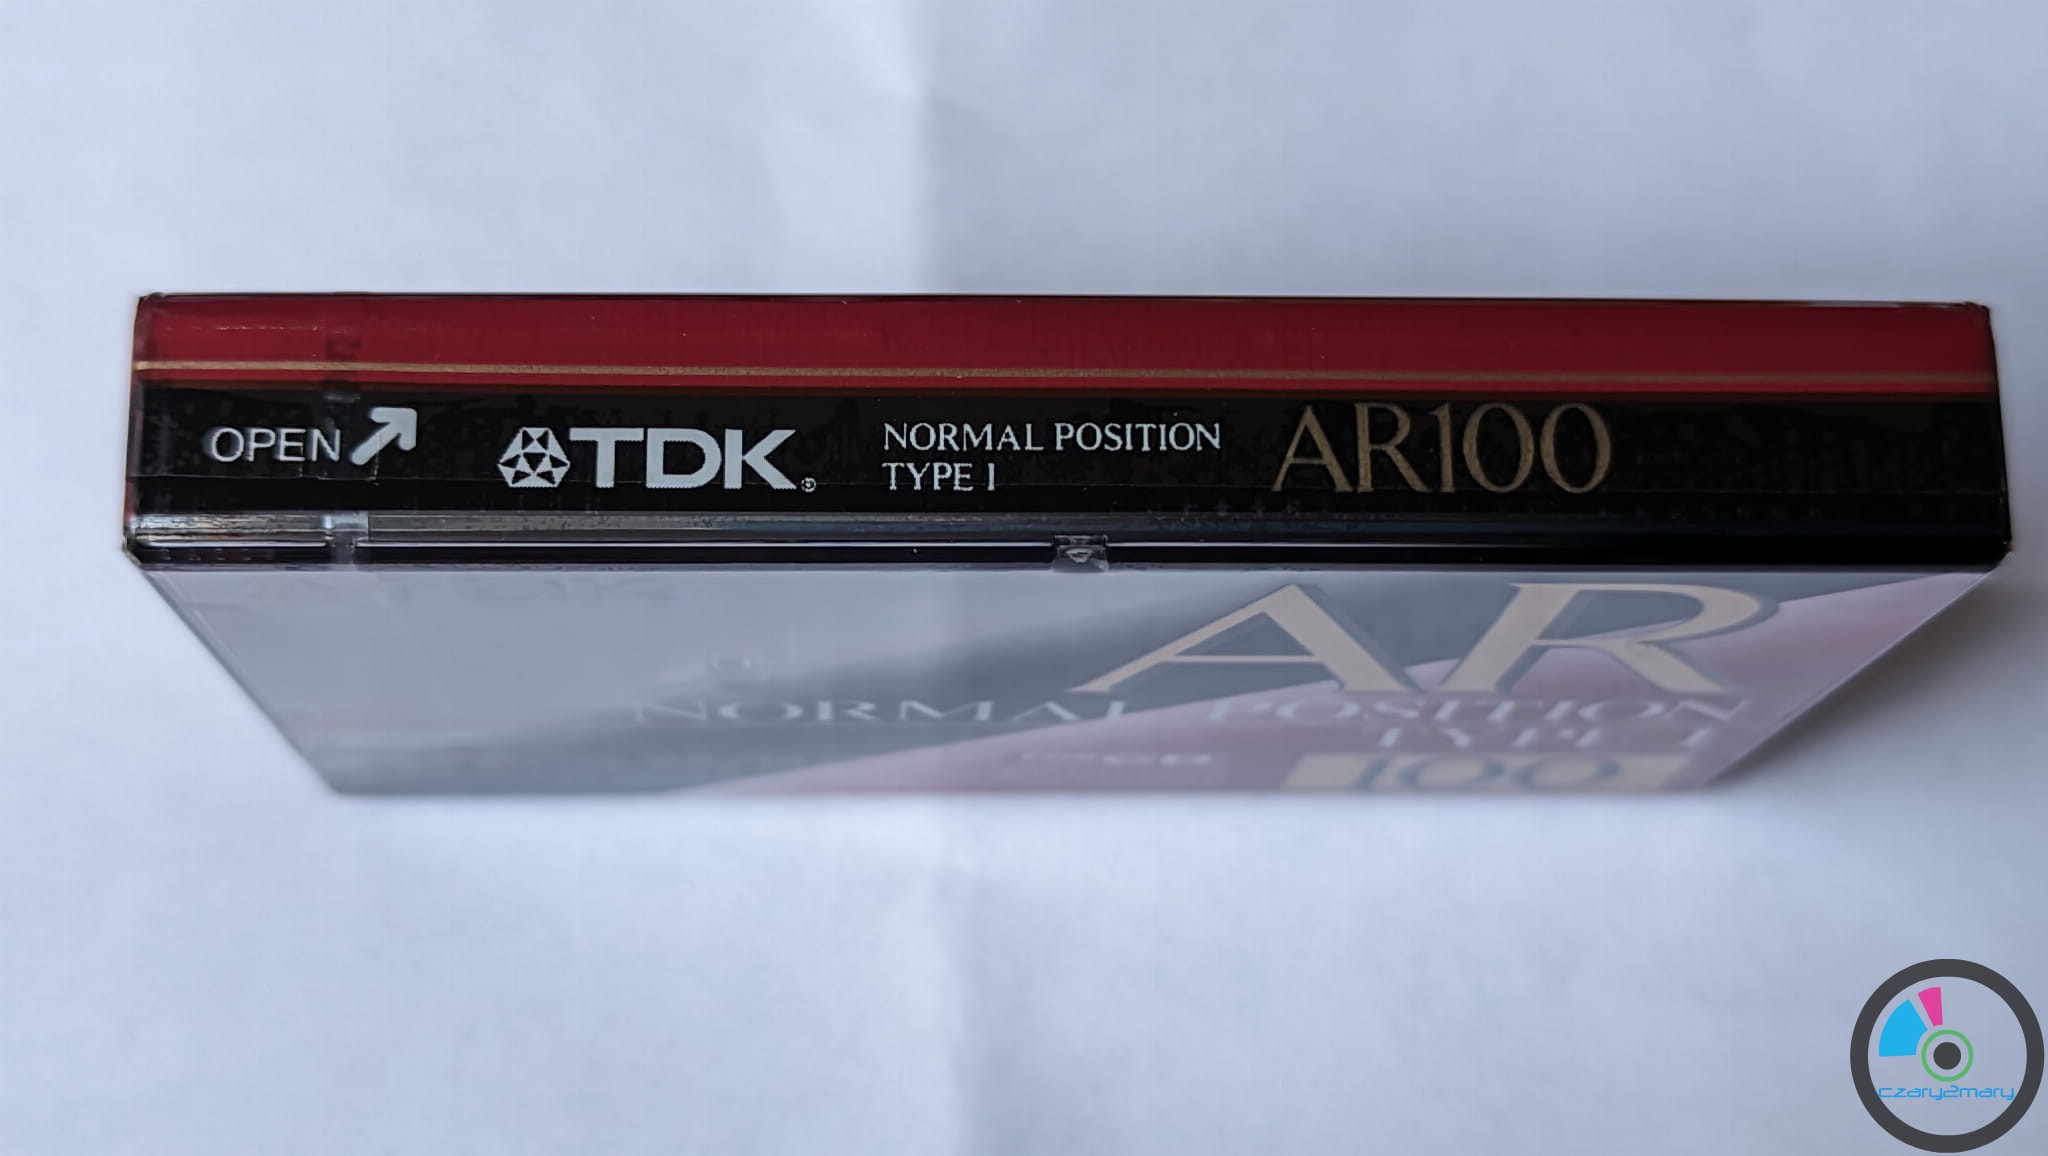 OPEN
TDK
NORMAL POSITION
TYPE I
AR100
AR
NORMAL POSITION
TYPE I
100
czary2mary